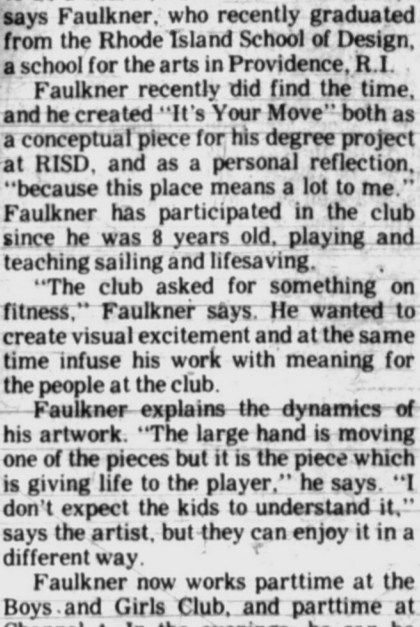 says Faulkner, who recently graduated
from the Rhode Island School of Design,
a school for the arts in Providence, R.I.
Faulkner recently did find the time,
and he created "It's Your Move" both as
a conceptual piece for his degree project
at RISD, and as a personal reflection,
"because this place means a lot to me."
Faulkner has participated in the club
since he was 8 years old, playing and
teaching sailing and lifesaving.
"The club asked for something on
fitness," Faulkner says. He wanted to
create visual excitement and at the same
time infuse his work with meaning for
the people at the club.
Faulkner explains the dynamics of
his artwork. "The large hand is moving
one of the pieces but it is the piece which
is giving life to the player," he says. "I
don't expect the kids to understand it,"
says the artist, but they can enjoy it in a
different way.
Faulkner now works parttime at the
Boys and Girls Club, and parttime at